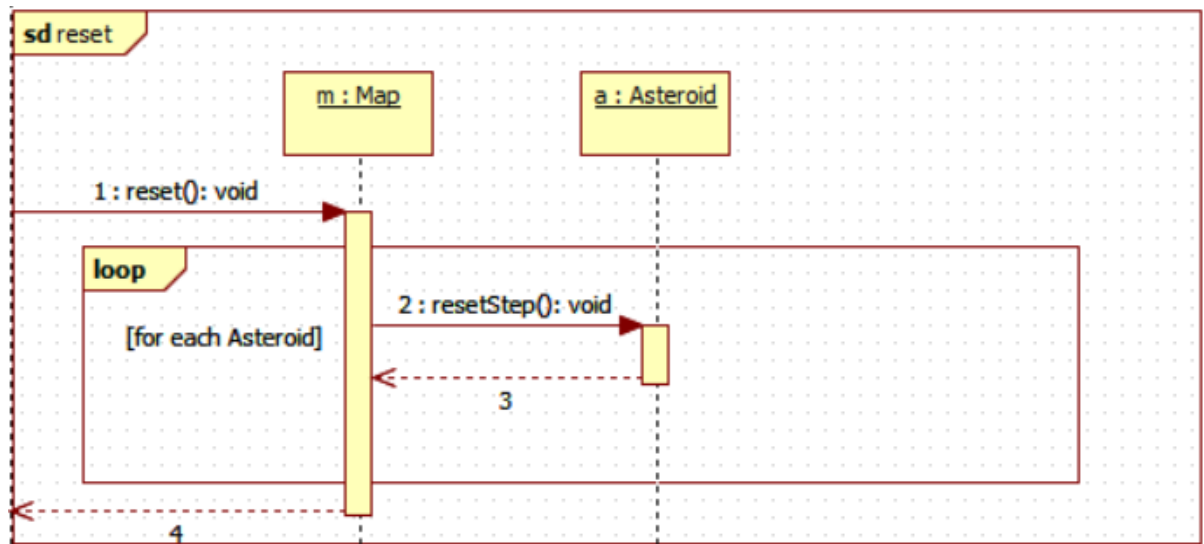 sd reset
m : Map
a : Asteroid
1 : reset(): void
loop
2 : resetStep(): void
[for each Asteroid]
3
4